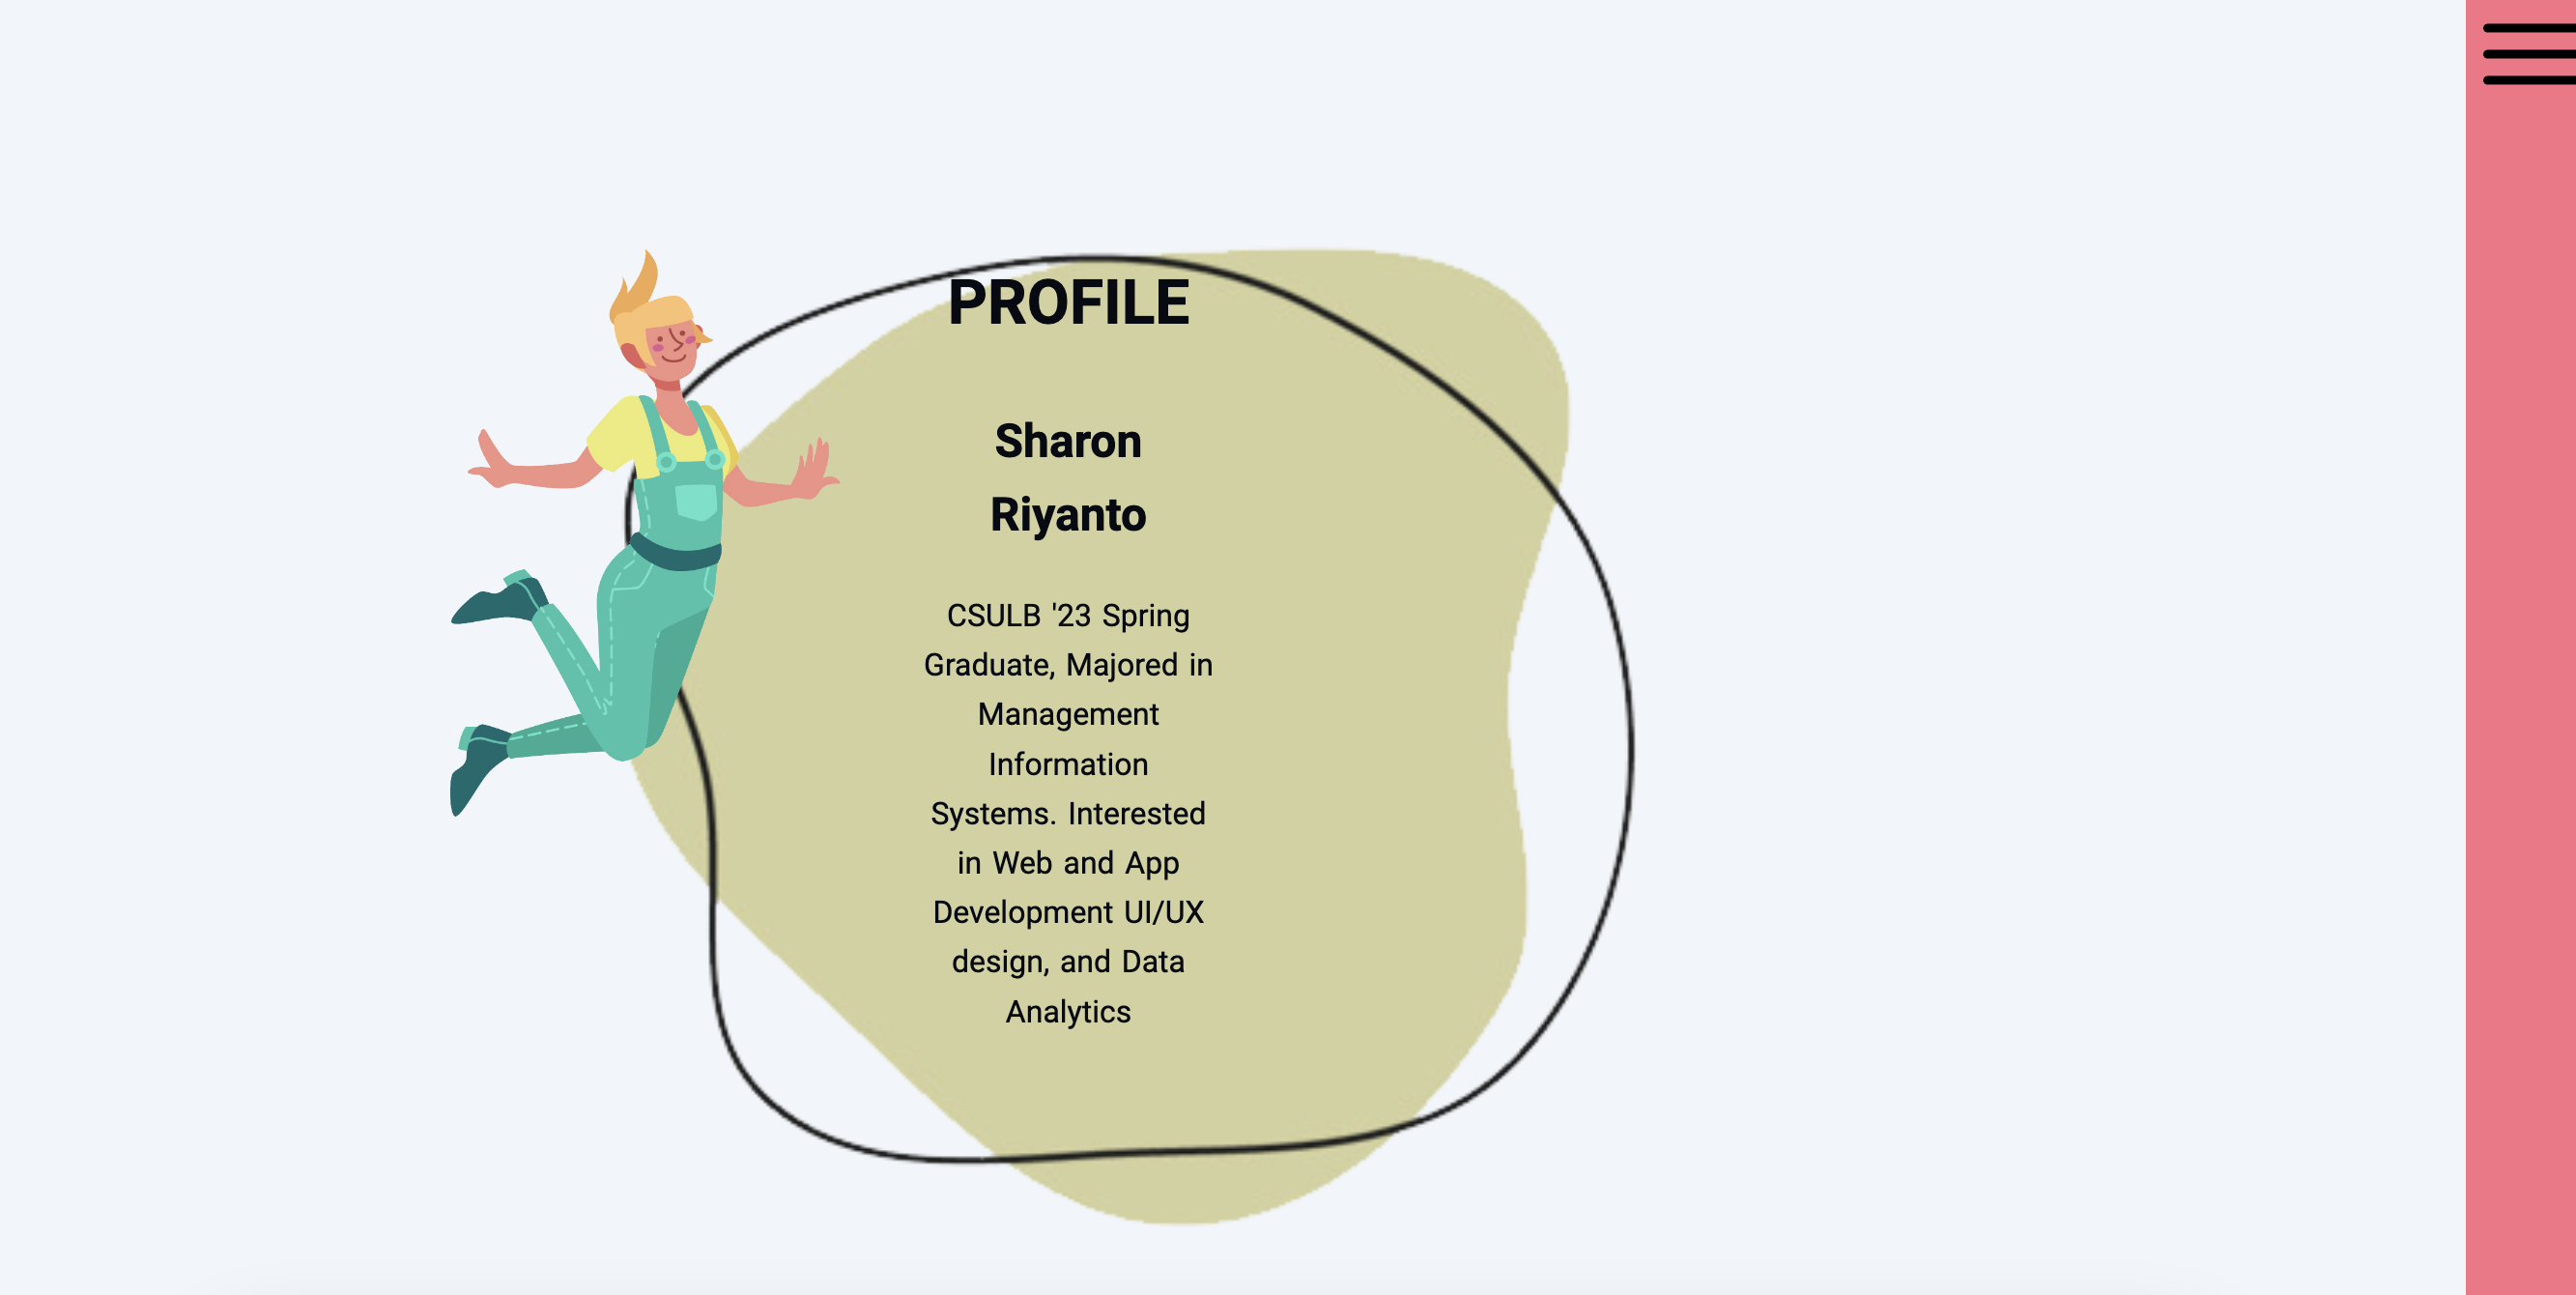 PROFILE
Sharon
Riyanto
CSULB '23 Spring
Graduate, Majored in
Management
Information
Systems. Interested
in Web and App
Development UI/UX
design, and Data
Analytics